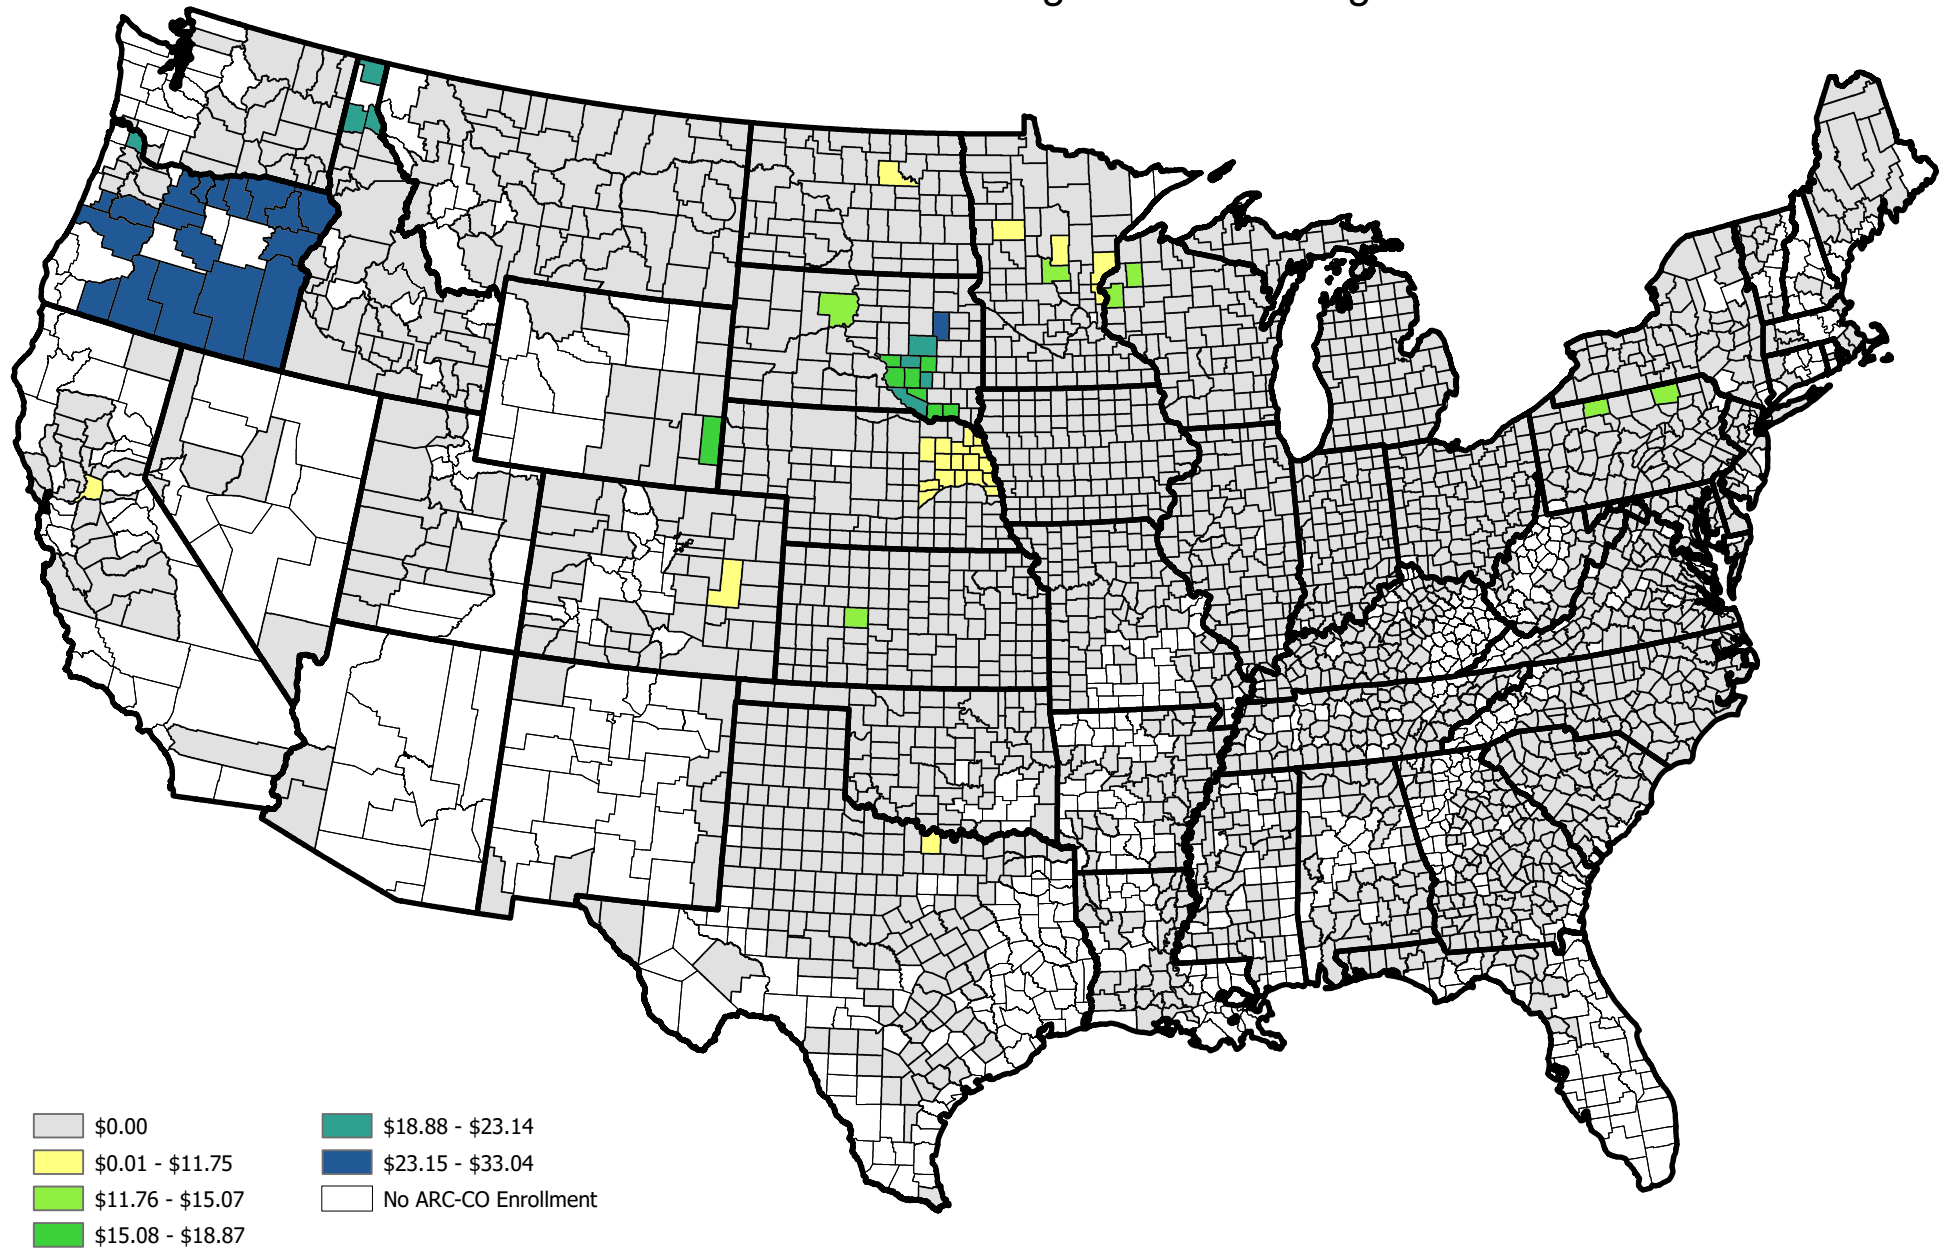 $0.00
$0.01 - $11.75
$11.76 - $15.07
$15.08 - $18.87
$18.88 - $23.14
$23.15 - $33.04
No ARC-CO Enrollment